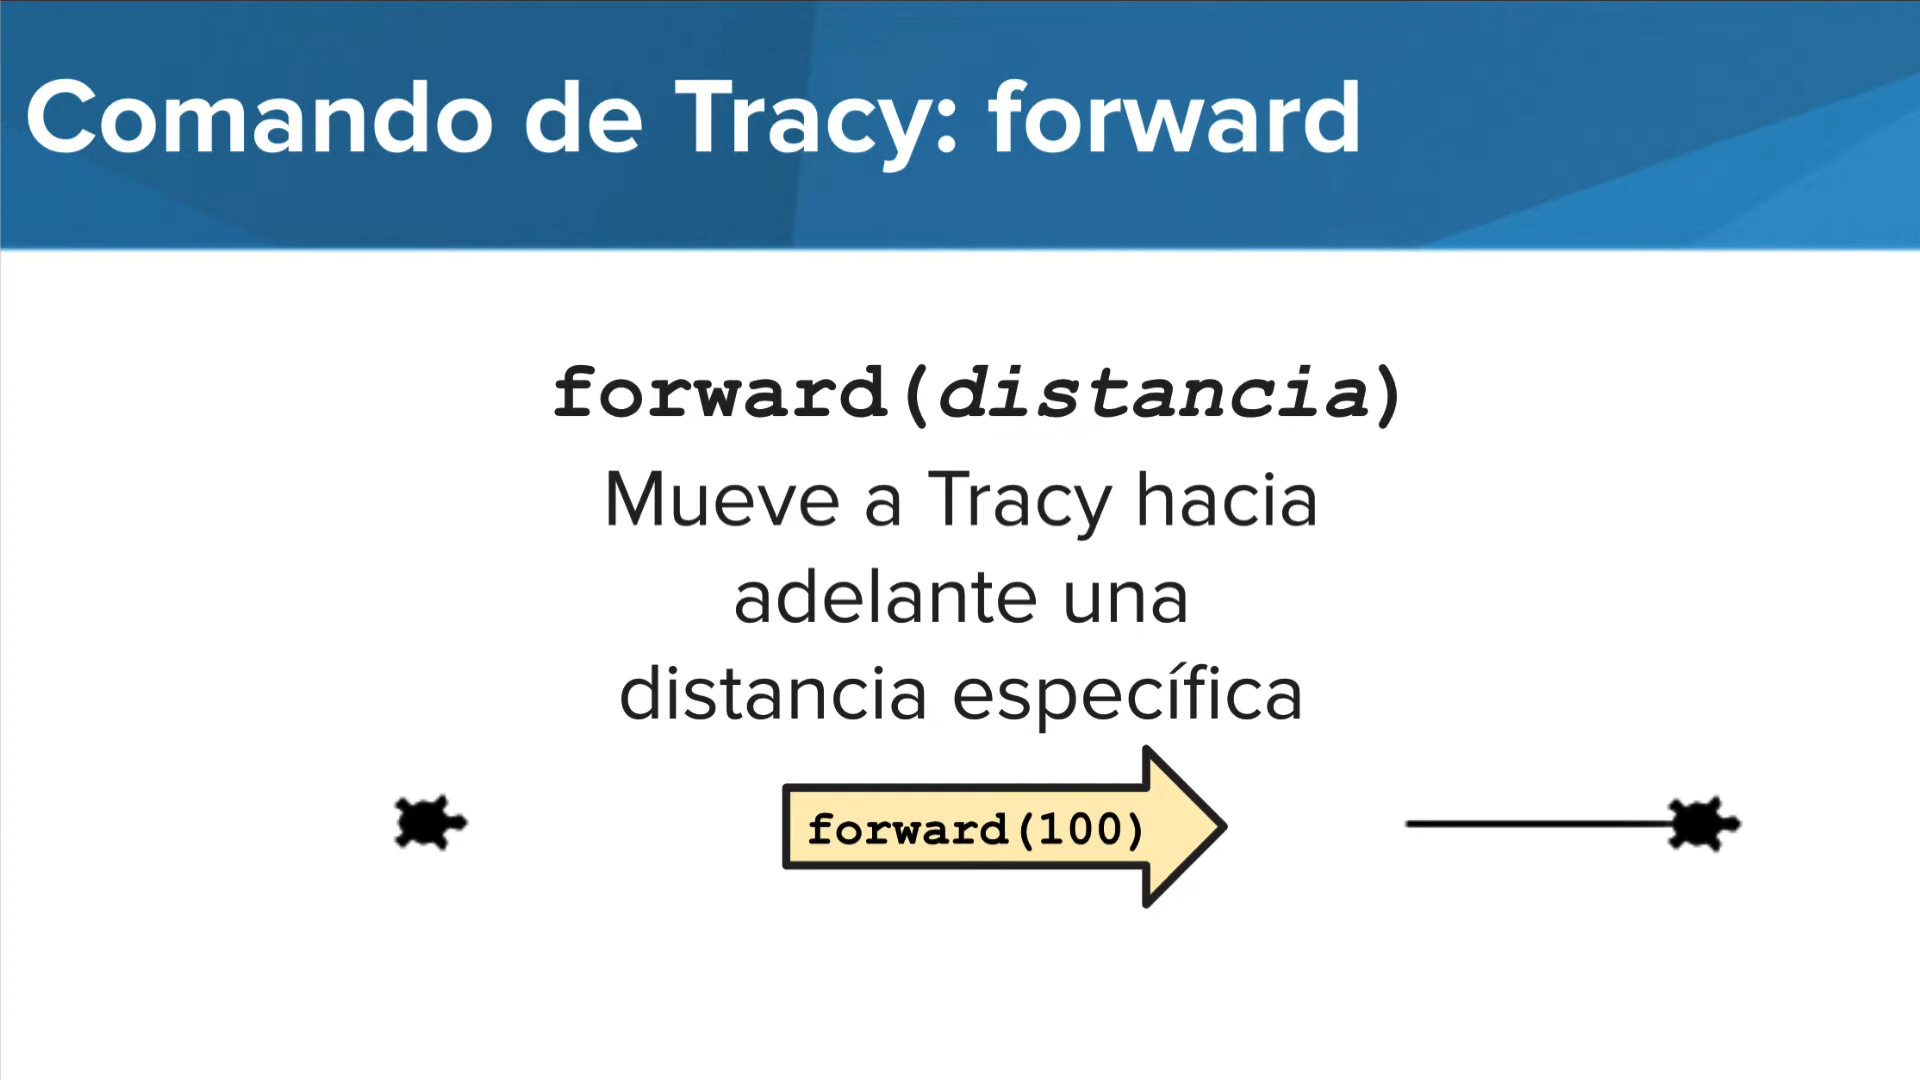 Comando de Tracy: forward
forward(distancia)
Mueve a Tracy hacia
adelante una
distancia específica
forward(100)